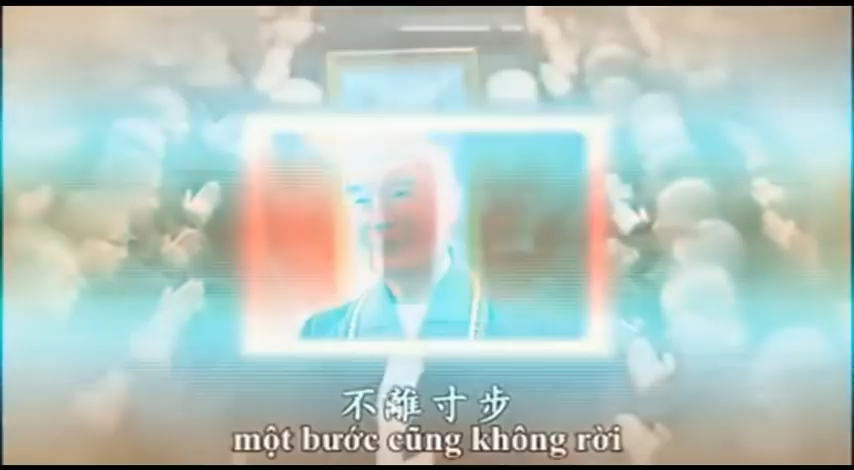 不離寸步
một bước cũng không rời